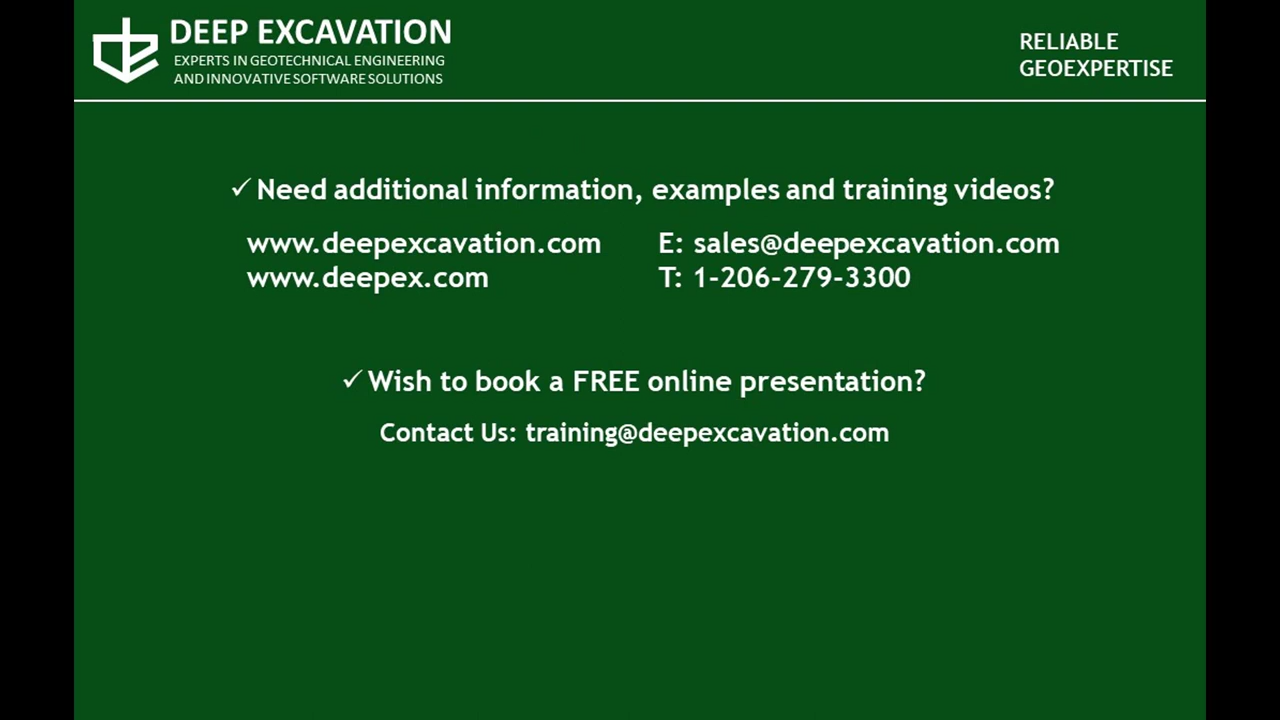 DEEP EXCAVATION
EXPERTS IN GEOTECHNICAL ENGINEERING
AND INNOVATIVE SOFTWARE SOLUTIONS
RELIABLE
GEOEXPERTISE
✓ Need additional information, examples and training videos?
www.deepexcavation.com
www.deepex.com
E: sales@deepexcavation.com
T: 1-206-279-3300
✓ Wish to book a FREE online presentation?
Contact Us: training@deepexcavation.com